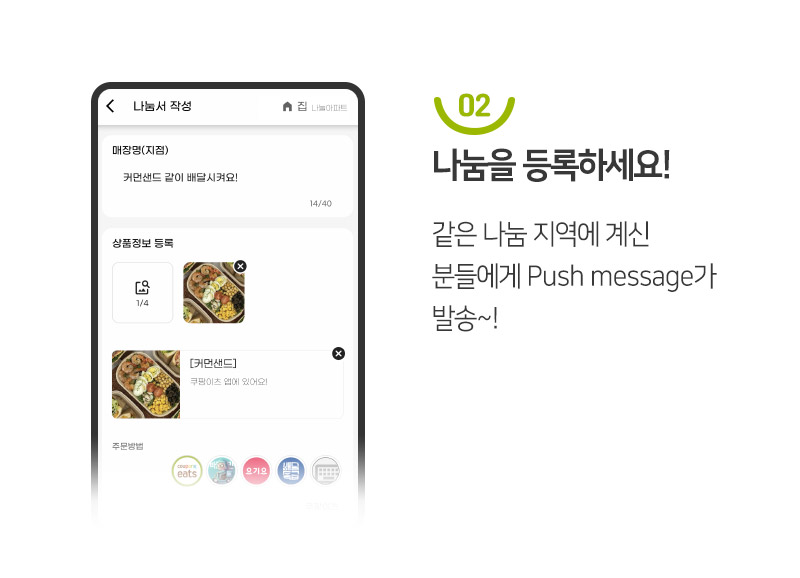 나눔서 작성
집 나눌아파트
매장명(지점)
커먼샌드 같이 배달시켜요!
14/40
상품정보 등록
1/4
[커먼샌드]
쿠팡이츠 앱에 있어요!
주문방법
eats
요기요
02
나눔을 등록하세요!
같은 나눔 지역에 계신
분들에게 Push message가
발송~!